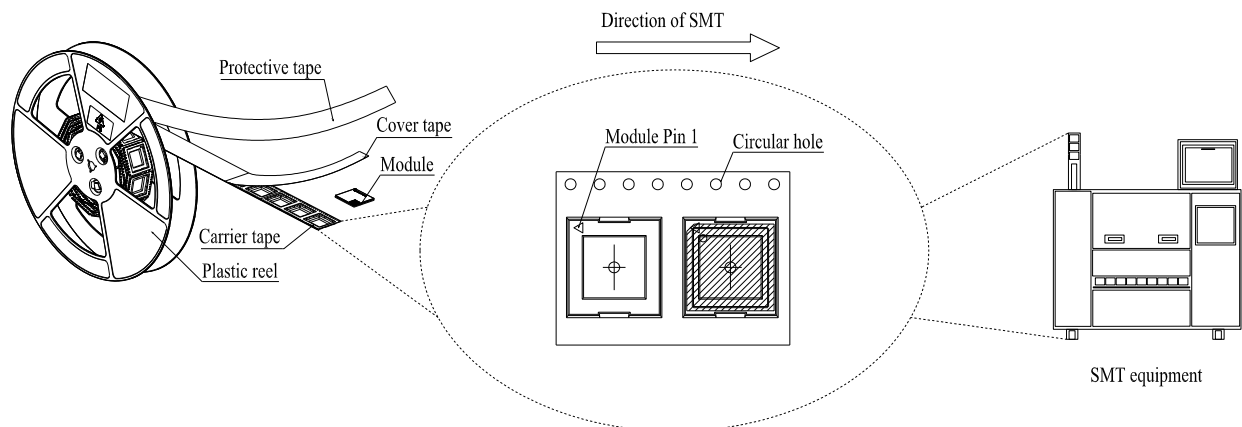 Direction of SMT
Protective tape
Cover tape
Module
Carrier tape
Plastic reel
Module Pin 1
Circular hole
SMT equipment